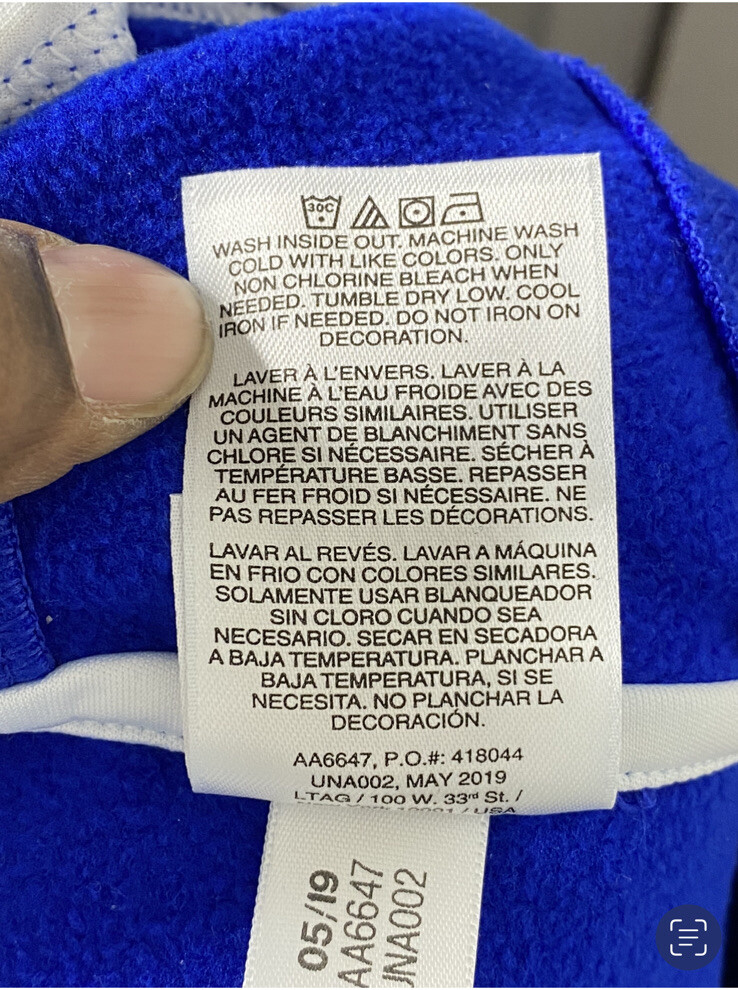 30C
WASH INSIDE OUT. MACHINE WASH
COLD WITH LIKE COLORS. ONLY
NON CHLORINE BLEACH WHEN
NEEDED. TUMBLE DRY LOW. COOL
IRON IF NEEDED. DO NOT IRON ON
DECORATION.
LAVER À L'ENVERS. LAVER À LA
MACHINE À L'EAU FROIDE AVEC DES
COULEURS SIMILAIRES. UTILISER
UN AGENT DE BLANCHIMENT SANS
CHLORE SI NÉCESSAIRE. SÉCHER À
TEMPÉRATURE BASSE. REPASSER
AU FER FROID SI NÉCESSAIRE. NE
PAS REPASSER LES DÉCORATIONS.
LAVAR AL REVÉS. LAVAR A MÁQUINA
EN FRIO CON COLORES SIMILARES.
SOLAMENTE USAR BLANQUEADOR
SIN CLORO CUANDO SEA
NECESARIO. SECAR EN SECADORA
A BAJA TEMPERATURA. PLANCHAR A
BAJA TEMPERATURA, SI SE
NECESITA. NO PLANCHAR LA
DECORACIÓN.
AA6647, P.O.#: 418044
UNA002, MAY 2019
LTAG / 100 W. 33rd St. /
10001 / USA
05/19
AA6647
UNA002